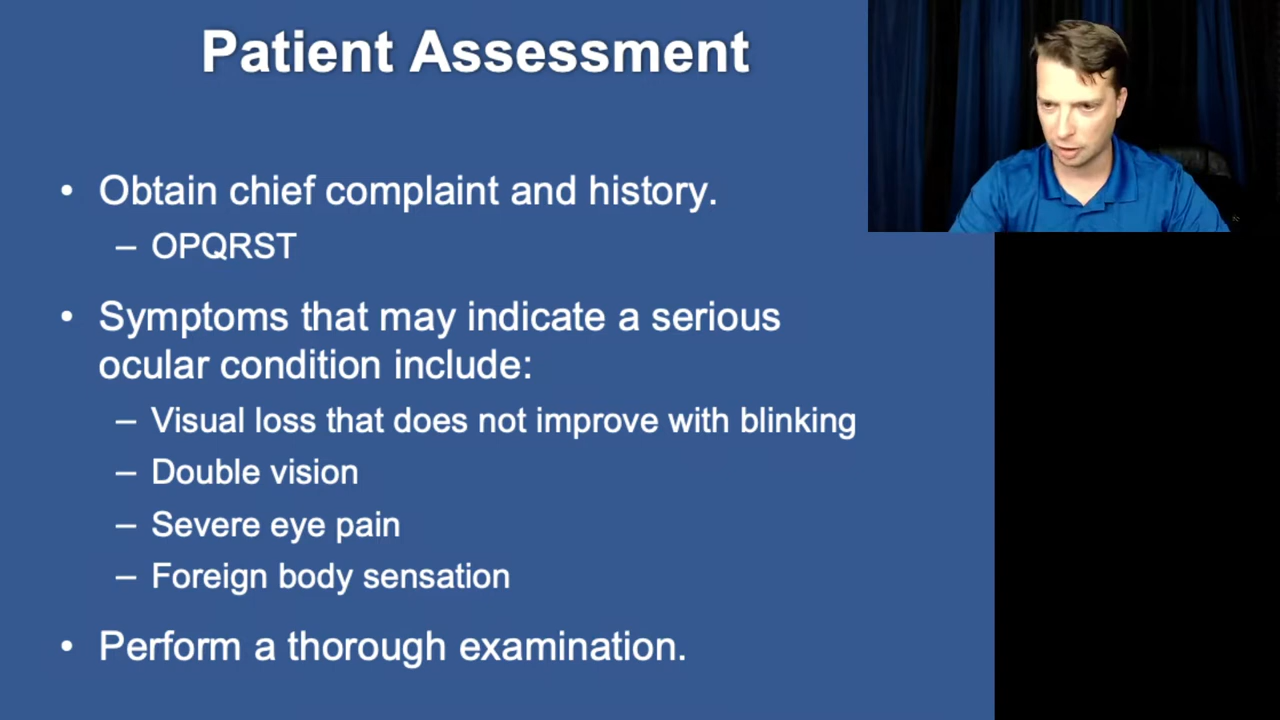 Patient Assessment
• Obtain chief complaint and history.
– OPQRST
• Symptoms that may indicate a serious
ocular condition include:
– Visual loss that does not improve with blinking
– Double vision
– Severe eye pain
– Foreign body sensation
• Perform a thorough examination.